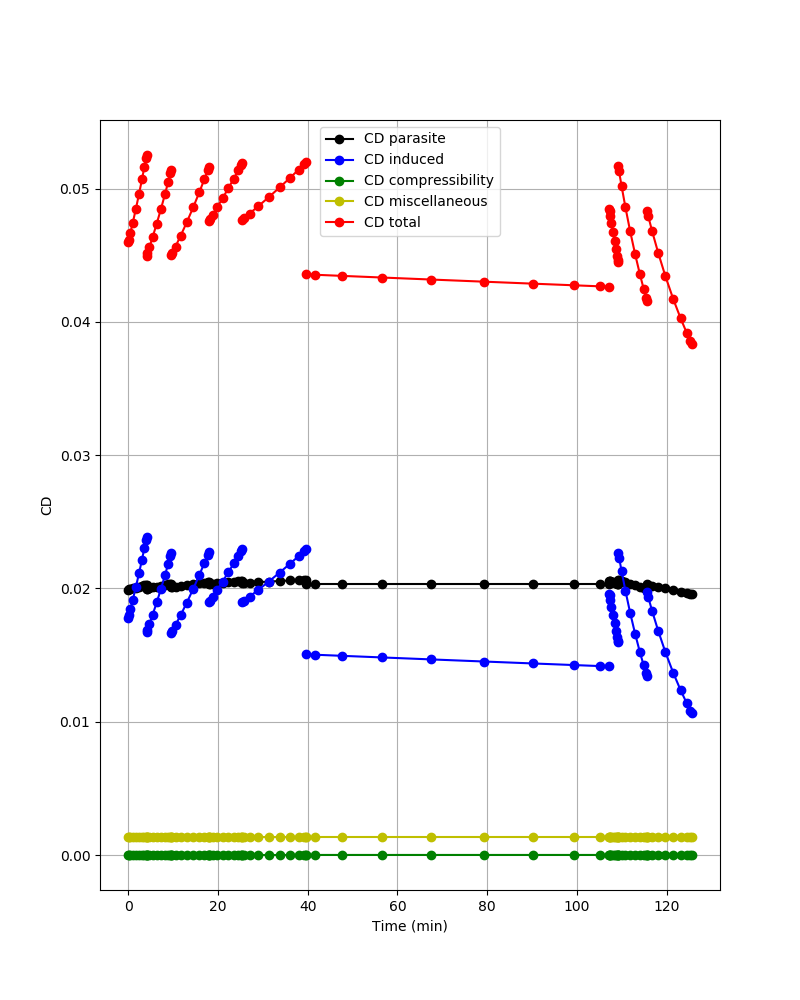 CD parasite
CD induced
CD compressibility
CD miscellaneous
CD total
0.05
0.04
0.03
0.02
0.01
0.00
CD
0 20 40 60 80 100 120
Time (min)